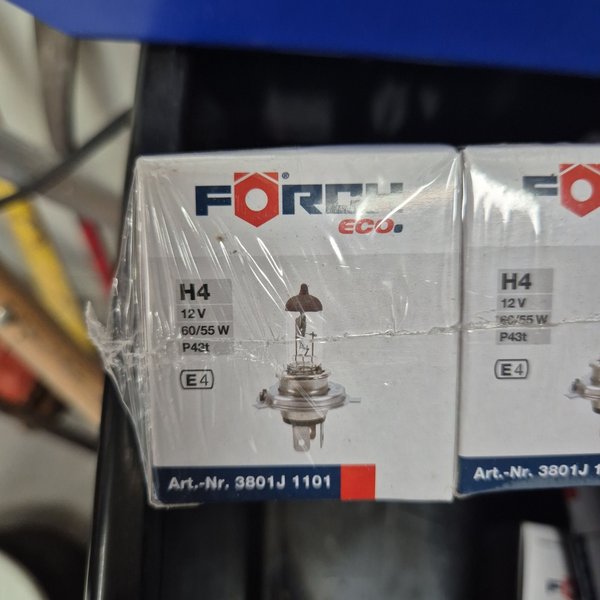 FÖRCH®
eco.
H4
12 V
60/55 W
P43t
E4
Art.-Nr. 3801J 1101
H4
12 V
60/55 W
P43t
E4
Art.-Nr. 3801J